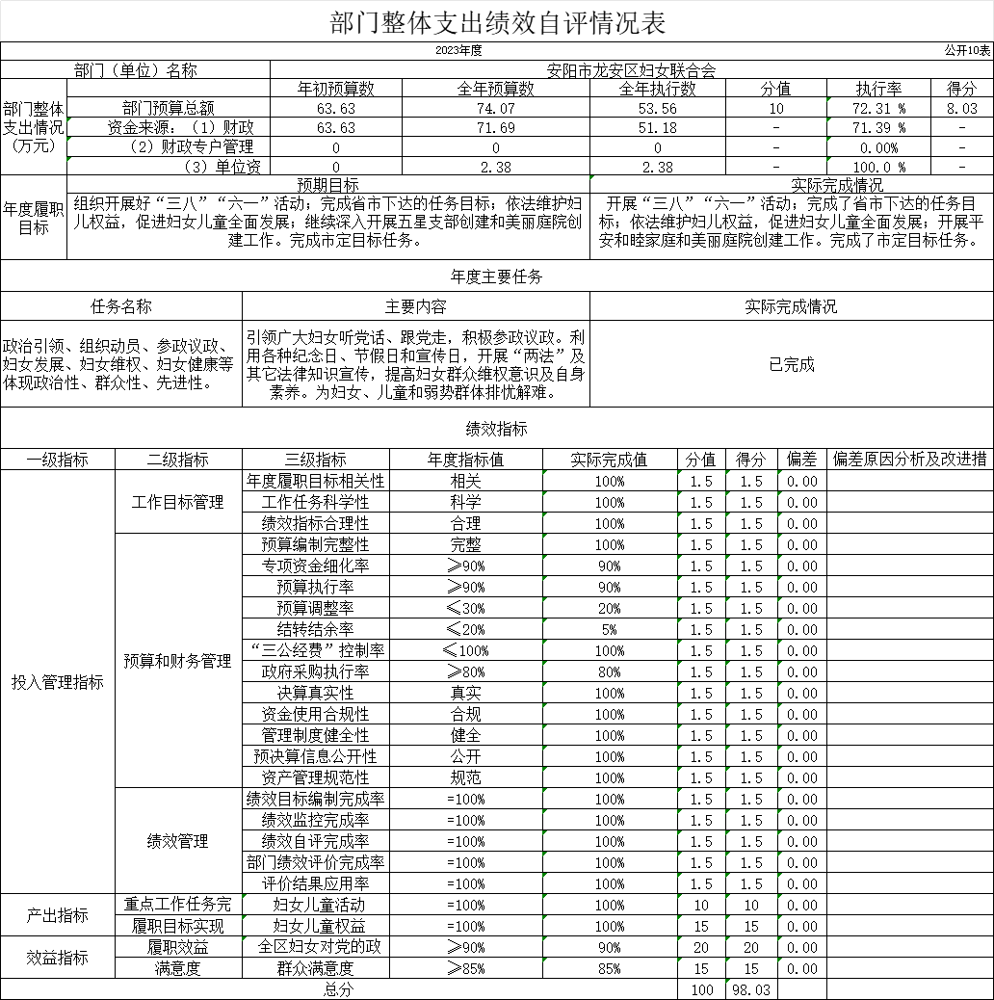 部门整体支出绩效自评情况表
2023年度 公开10表
部门（单位）名称 安阳市龙安区妇女联合会
部门整体支出情况（万元） 年初预算数 全年预算数 全年执行数 分值 执行率 得分
部门预算总额 63.63 74.07 53.56 10 72.31 % 8.03
资金来源：（1）财政 63.63 71.69 51.18 - 71.39 % -
（2）财政专户管理 0 0 0 - 0.00% -
（3）单位资 0 2.38 2.38 - 100.0 % -
年度履职目标 预期目标 实际完成情况
组织开展好“三八”“六一”活动；完成省市下达的任务目标；依法维护妇
儿权益，促进妇女儿童全面发展；继续深入开展五星支部创建和美丽庭院创
建工作。完成市定目标任务。
开展“三八”“六一”活动；完成了省市下达的任务目
标；依法维护妇儿权益，促进妇女儿童全面发展；开展平
安和睦家庭和美丽庭院创建工作。完成了市定目标任务。
年度主要任务
任务名称 主要内容 实际完成情况
政治引领、组织动员、参政议政、
妇女发展、妇女维权、妇女健康等
体现政治性、群众性、先进性。
引领广大妇女听党话、跟党走，积极参政议政。利
用各种纪念日、节假日和宣传日，开展“两法”及
其它法律知识宣传，提高妇女群众维权意识及自身
素养。为妇女、儿童和弱势群体排忧解难。
已完成
绩效指标
一级指标 二级指标 三级指标 年度指标值 实际完成值 分值 得分 偏差 偏差原因分析及改进措
投入管理指标 工作目标管理 年度履职目标相关性 相关 100% 1.5 1.5 0.00
工作任务科学性 科学 100% 1.5 1.5 0.00
绩效指标合理性 合理 100% 1.5 1.5 0.00
预算和财务管理 预算编制完整性 完整 100% 1.5 1.5 0.00
专项资金细化率 ≥90% 90% 1.5 1.5 0.00
预算执行率 ≥90% 90% 1.5 1.5 0.00
预算调整率 ≤30% 20% 1.5 1.5 0.00
结转结余率 ≤20% 5% 1.5 1.5 0.00
“三公经费”控制率 ≤100% 100% 1.5 1.5 0.00
政府采购执行率 ≥80% 80% 1.5 1.5 0.00
决算真实性 真实 100% 1.5 1.5 0.00
资金使用合规性 合规 100% 1.5 1.5 0.00
管理制度健全性 健全 100% 1.5 1.5 0.00
预决算信息公开性 公开 100% 1.5 1.5 0.00
资产管理规范性 规范 100% 1.5 1.5 0.00
绩效管理 绩效目标编制完成率 =100% 100% 1.5 1.5 0.00
绩效监控完成率 =100% 100% 1.5 1.5 0.00
绩效自评完成率 =100% 100% 1.5 1.5 0.00
部门绩效评价完成率 =100% 100% 1.5 1.5 0.00
评价结果应用率 =100% 100% 1.5 1.5 0.00
产出指标 重点工作任务完 妇女儿童活动 =100% 100% 10 10 0.00
履职目标实现 妇女儿童权益 =100% 100% 15 15 0.00
效益指标 履职效益 全区妇女对党的政 ≥90% 90% 20 20 0.00
满意度 群众满意度 ≥85% 85% 15 15 0.00
总分 100 98.03